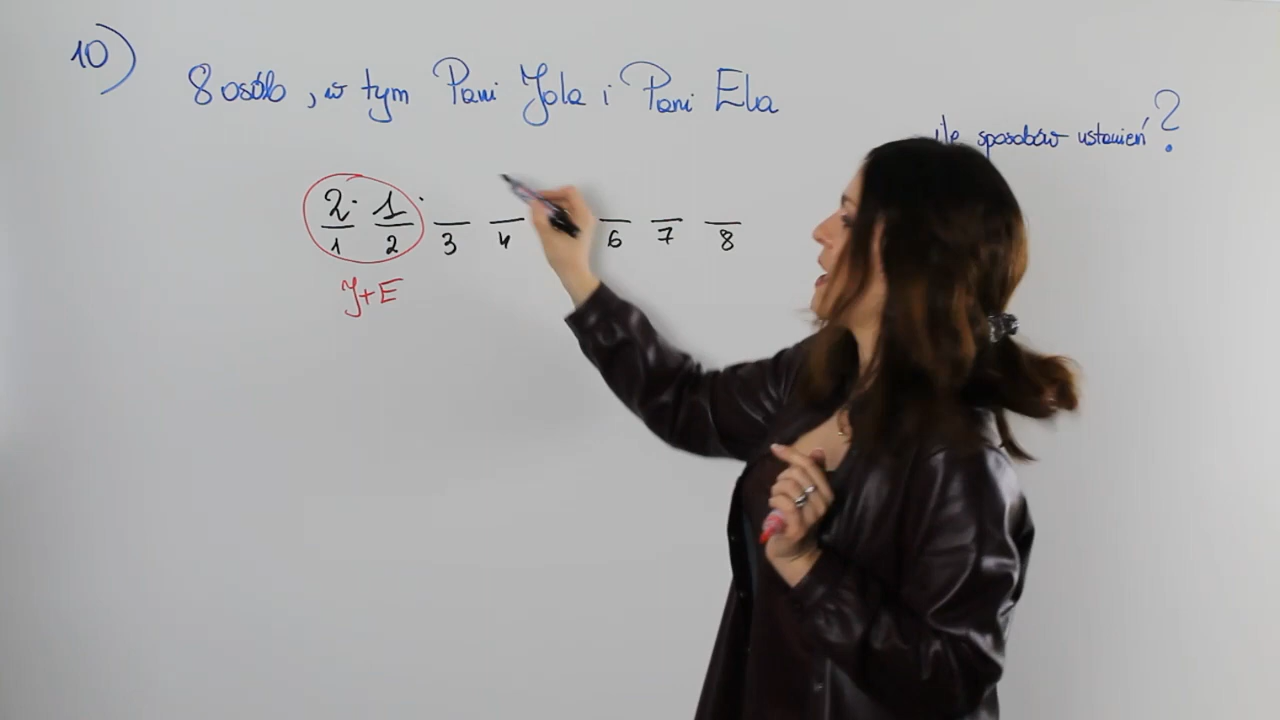 10) 8 osób, w tym Pani Jola i Pani Ela
ile sposobów ustawień?
2 · 1 ·
1 2 3 4 6 7 8
J+E